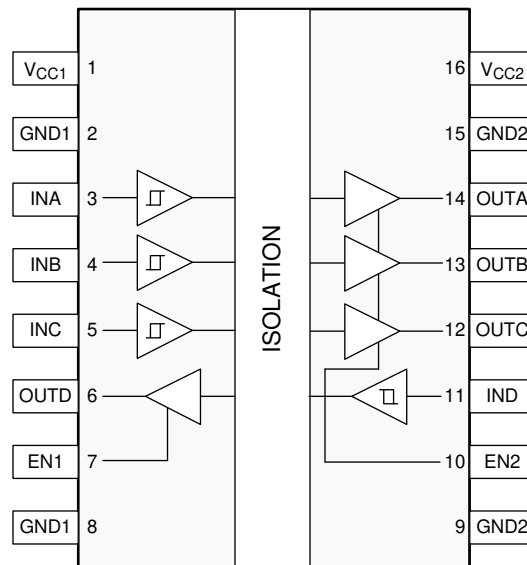 VCC1 1 16 VCC2
GND1 2 15 GND2
INA 3 14 OUTA
INB 4 13 OUTB
INC 5 12 OUTC
OUTD 6 11 IND
EN1 7 10 EN2
GND1 8 9 GND2
ISOLATION